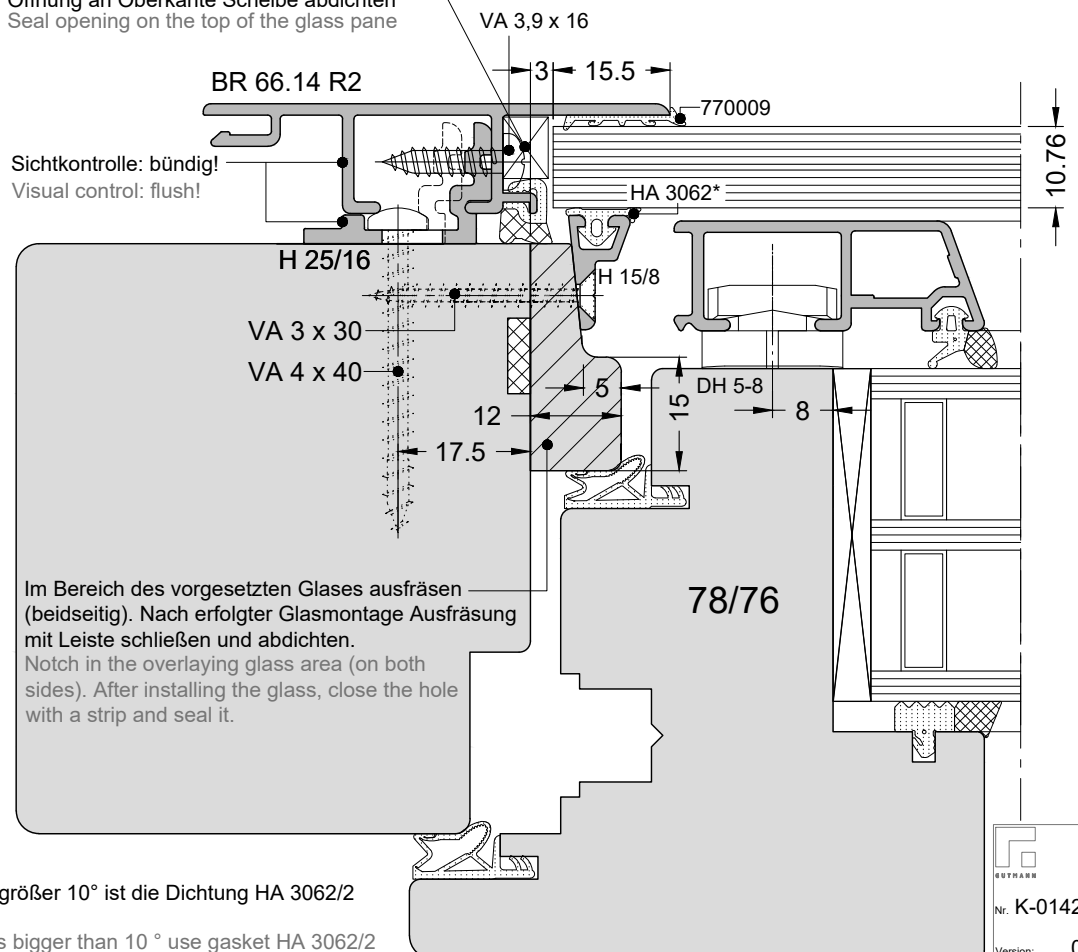 Öffnung an Oberkante Scheibe abdichten
Seal opening on the top of the glass pane
VA 3,9 x 16
3
15.5
BR 66.14 R2
770009
10.76
Sichtkontrolle: bündig!
Visual control: flush!
HA 3062*
H 25/16
H 15/8
VA 3 x 30
VA 4 x 40
5
DH 5-8
12
15
8
17.5
Im Bereich des vorgesetzten Glases ausfräsen
(beidseitig). Nach erfolgter Glasmontage Ausfräsung
mit Leiste schließen und abdichten.
Notch in the overlaying glass area (on both
sides). After installing the glass, close the hole
with a strip and seal it.
78/76
größer 10° ist die Dichtung HA 3062/2
s bigger than 10 ° use gasket HA 3062/2
GUTMANN
Nr. K-0142
Version: 0